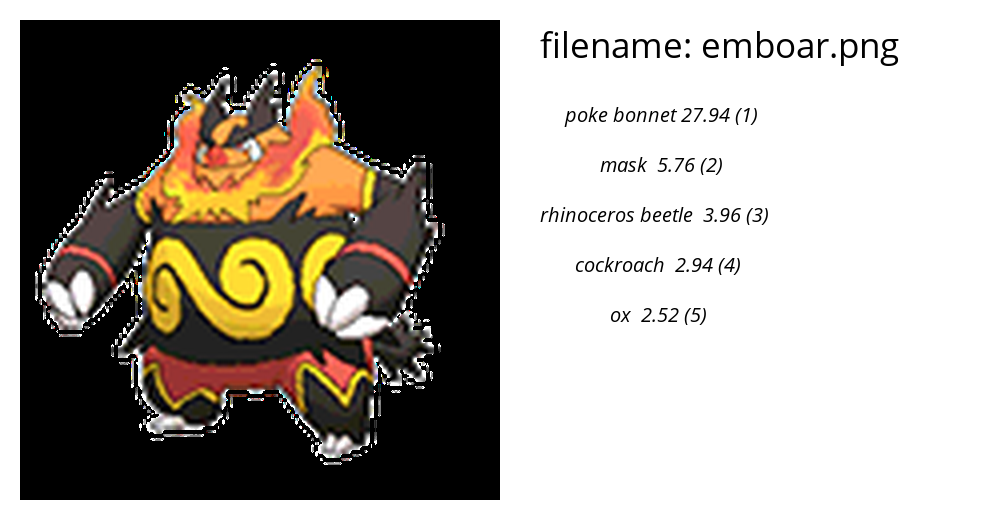 filename: emboar.png
poke bonnet 27.94 (1)
mask  5.76 (2)
rhinoceros beetle  3.96 (3)
cockroach  2.94 (4)
ox  2.52 (5)